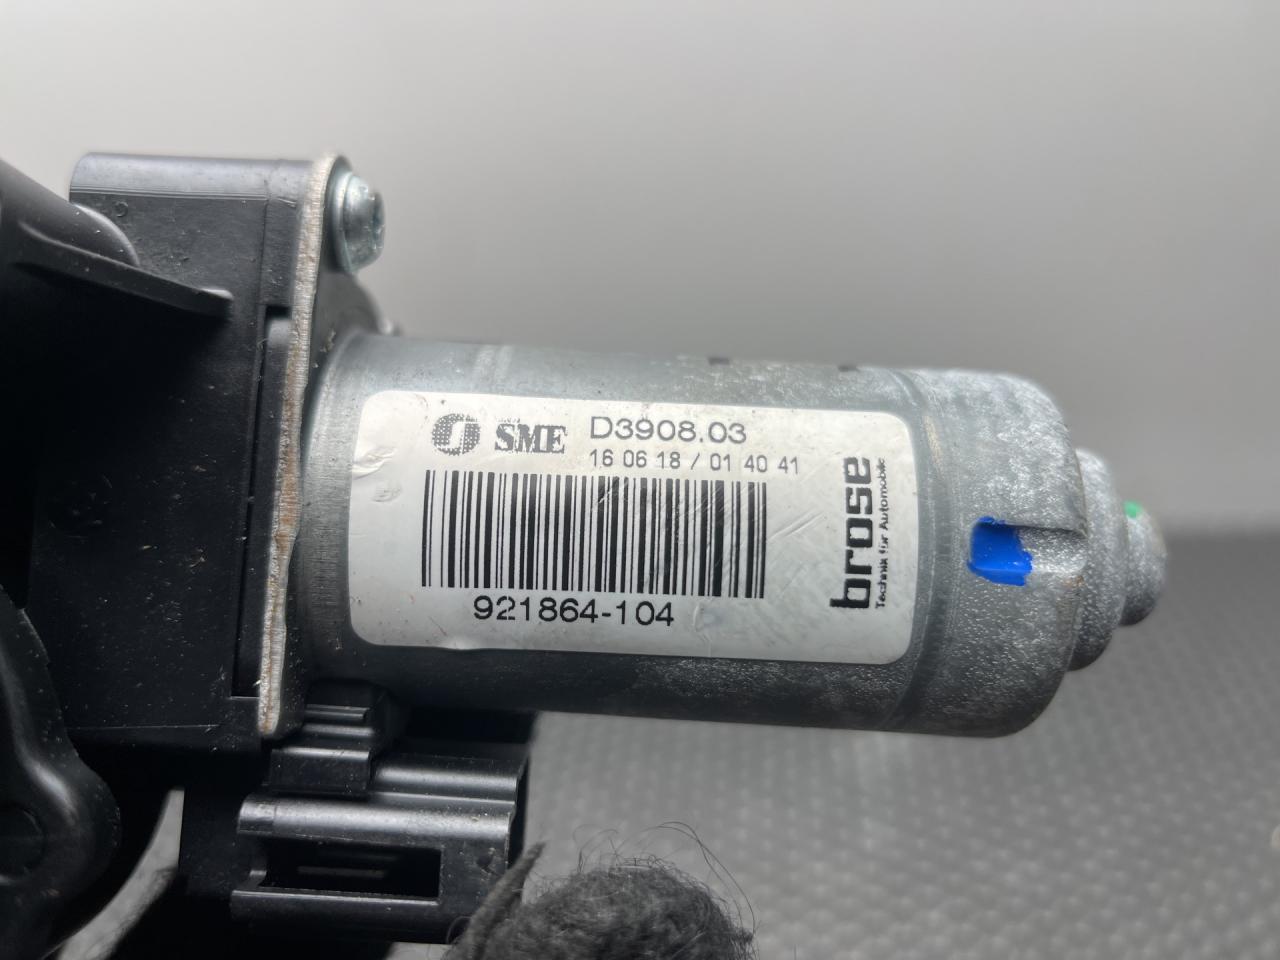 SME
D3908.03
16 06 18 / 01 40 41
921864-104
brose
Technik für Automobile